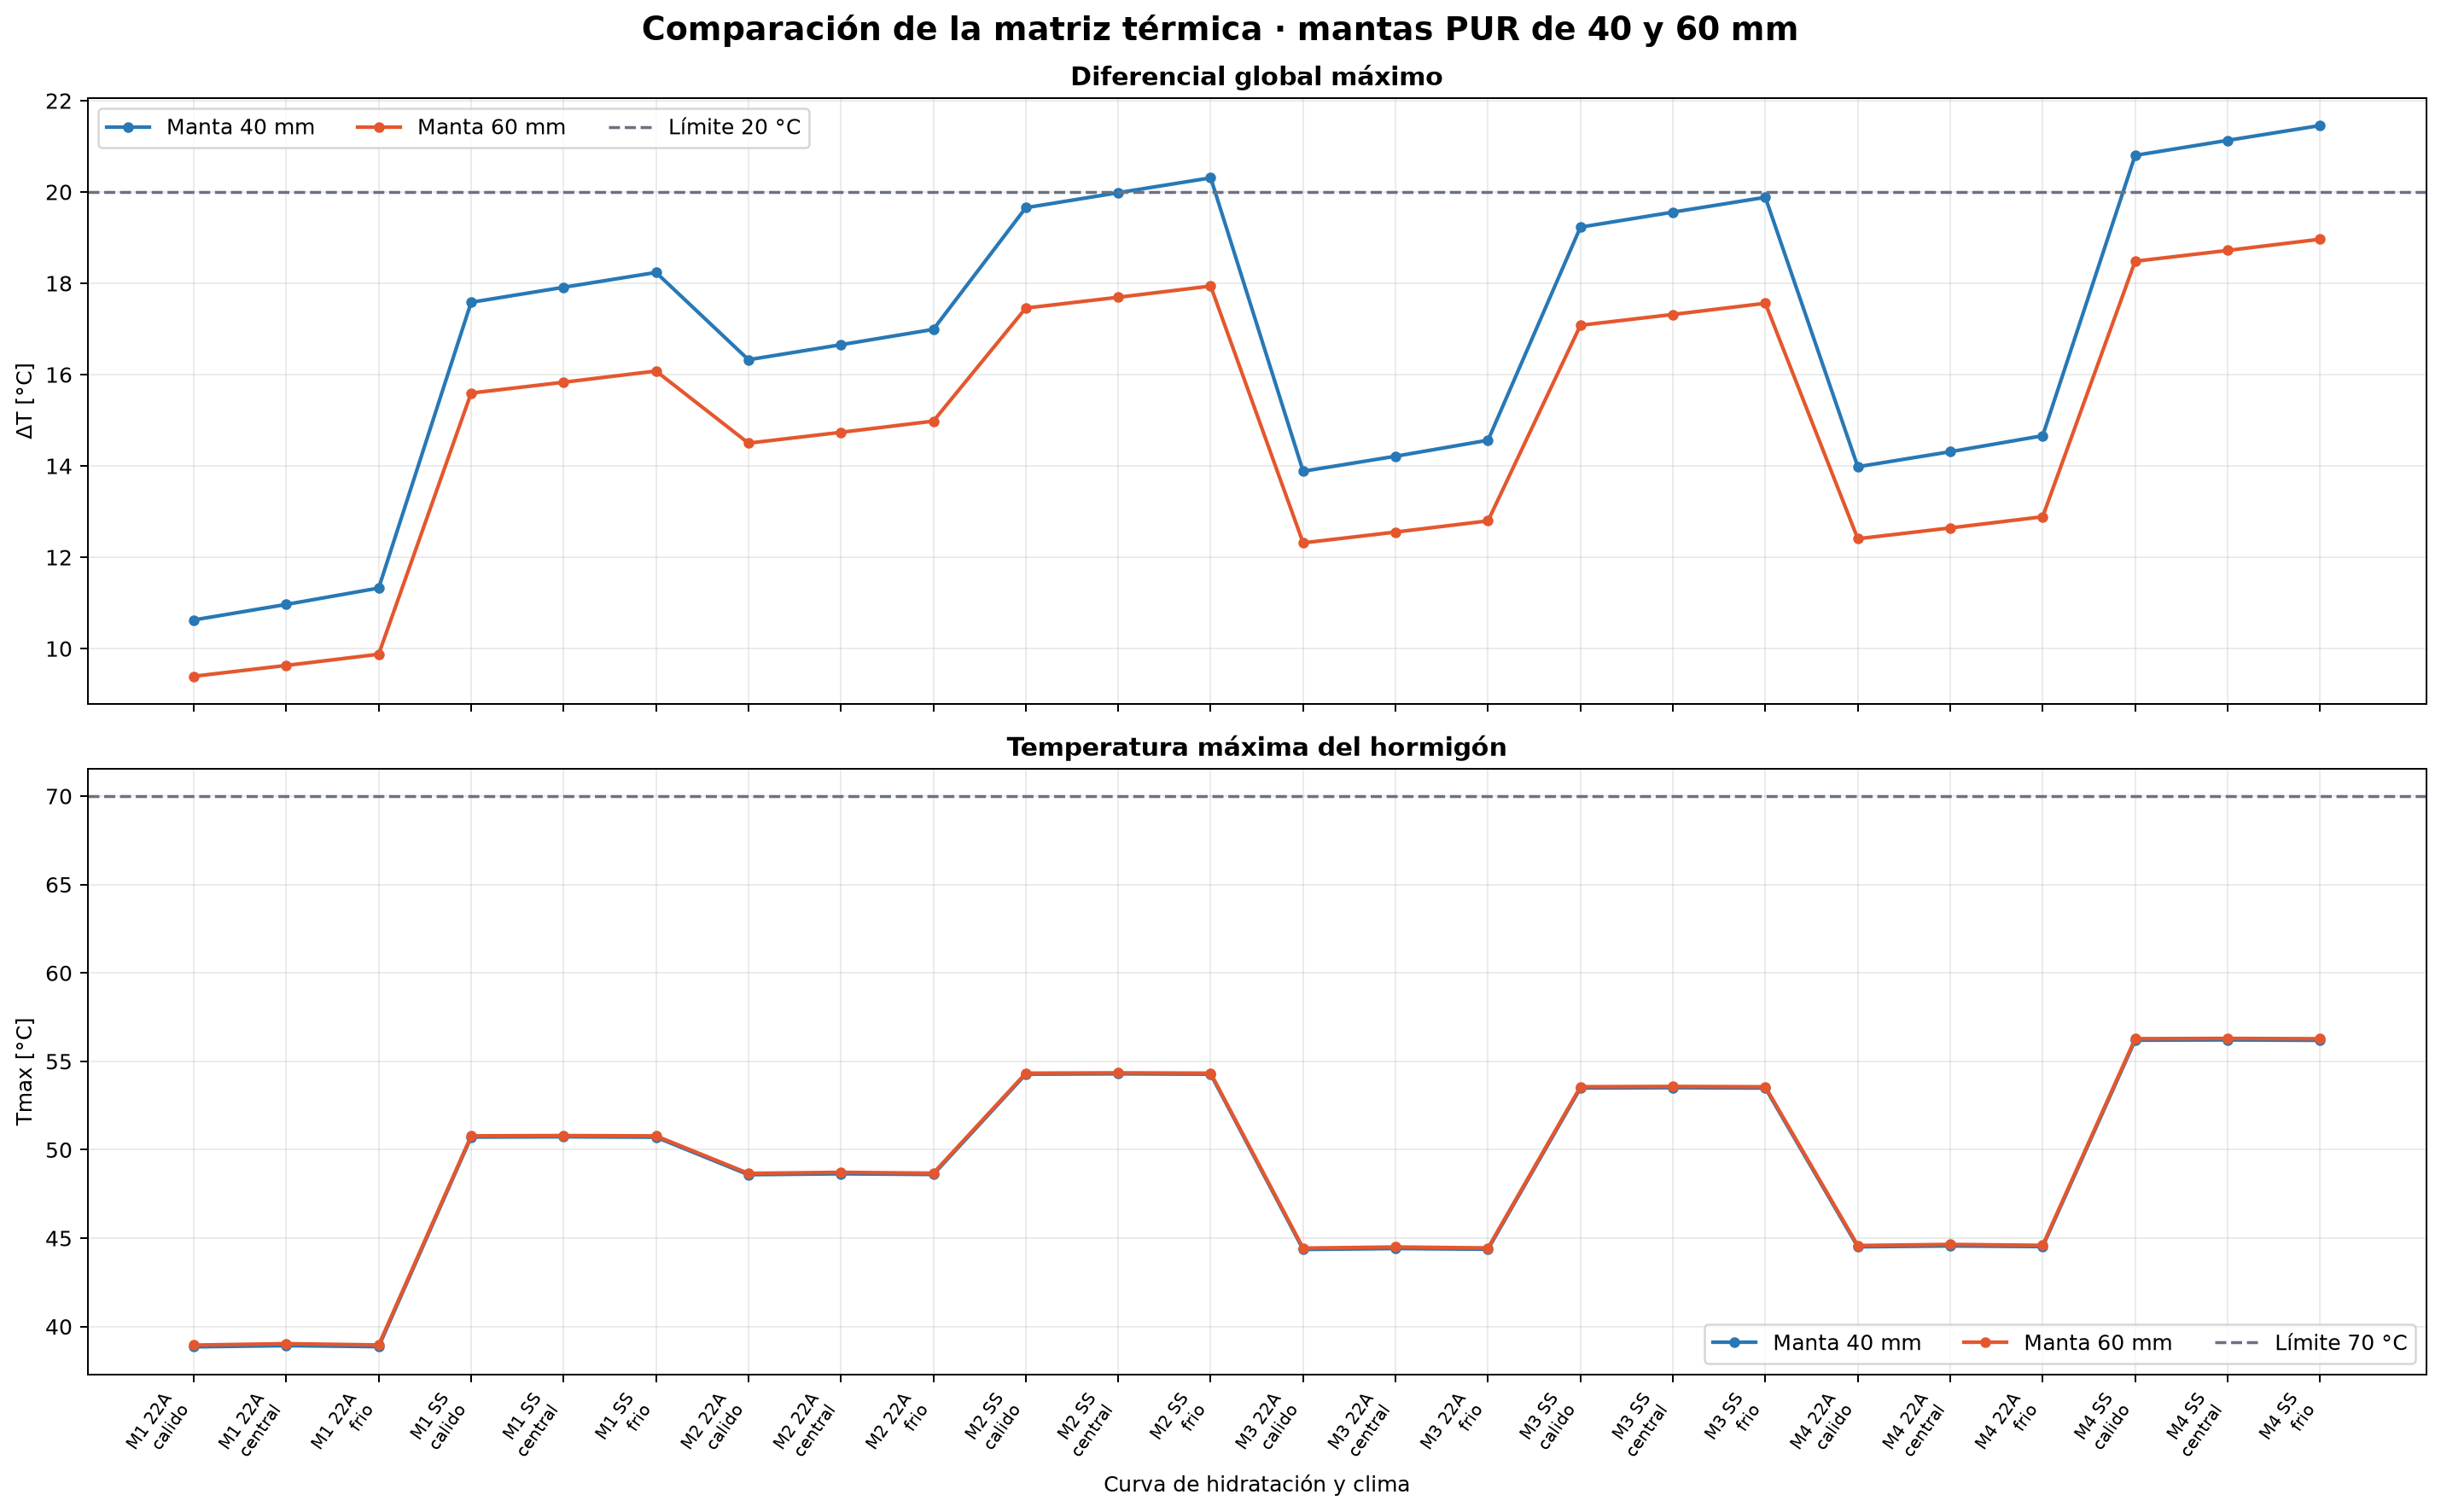 Comparación de la matriz térmica · mantas PUR de 40 y 60 mm
Diferencial global máximo
Manta 40 mm
Manta 60 mm
Límite 20 °C
ΔT [°C]
22
20
18
16
14
12
10
Temperatura máxima del hormigón
Tmax [°C]
70
65
60
55
50
45
40
Manta 40 mm
Manta 60 mm
Límite 70 °C
M1 22A
calido
M1 22A
central
M1 22A
frio
M1 SS
calido
M1 SS
central
M1 SS
frio
M2 22A
calido
M2 22A
central
M2 22A
frio
M2 SS
calido
M2 SS
central
M2 SS
frio
M3 22A
calido
M3 22A
central
M3 22A
frio
M3 SS
calido
M3 SS
central
M3 SS
frio
M4 22A
calido
M4 22A
central
M4 22A
frio
M4 SS
calido
M4 SS
central
M4 SS
frio
Curva de hidratación y clima